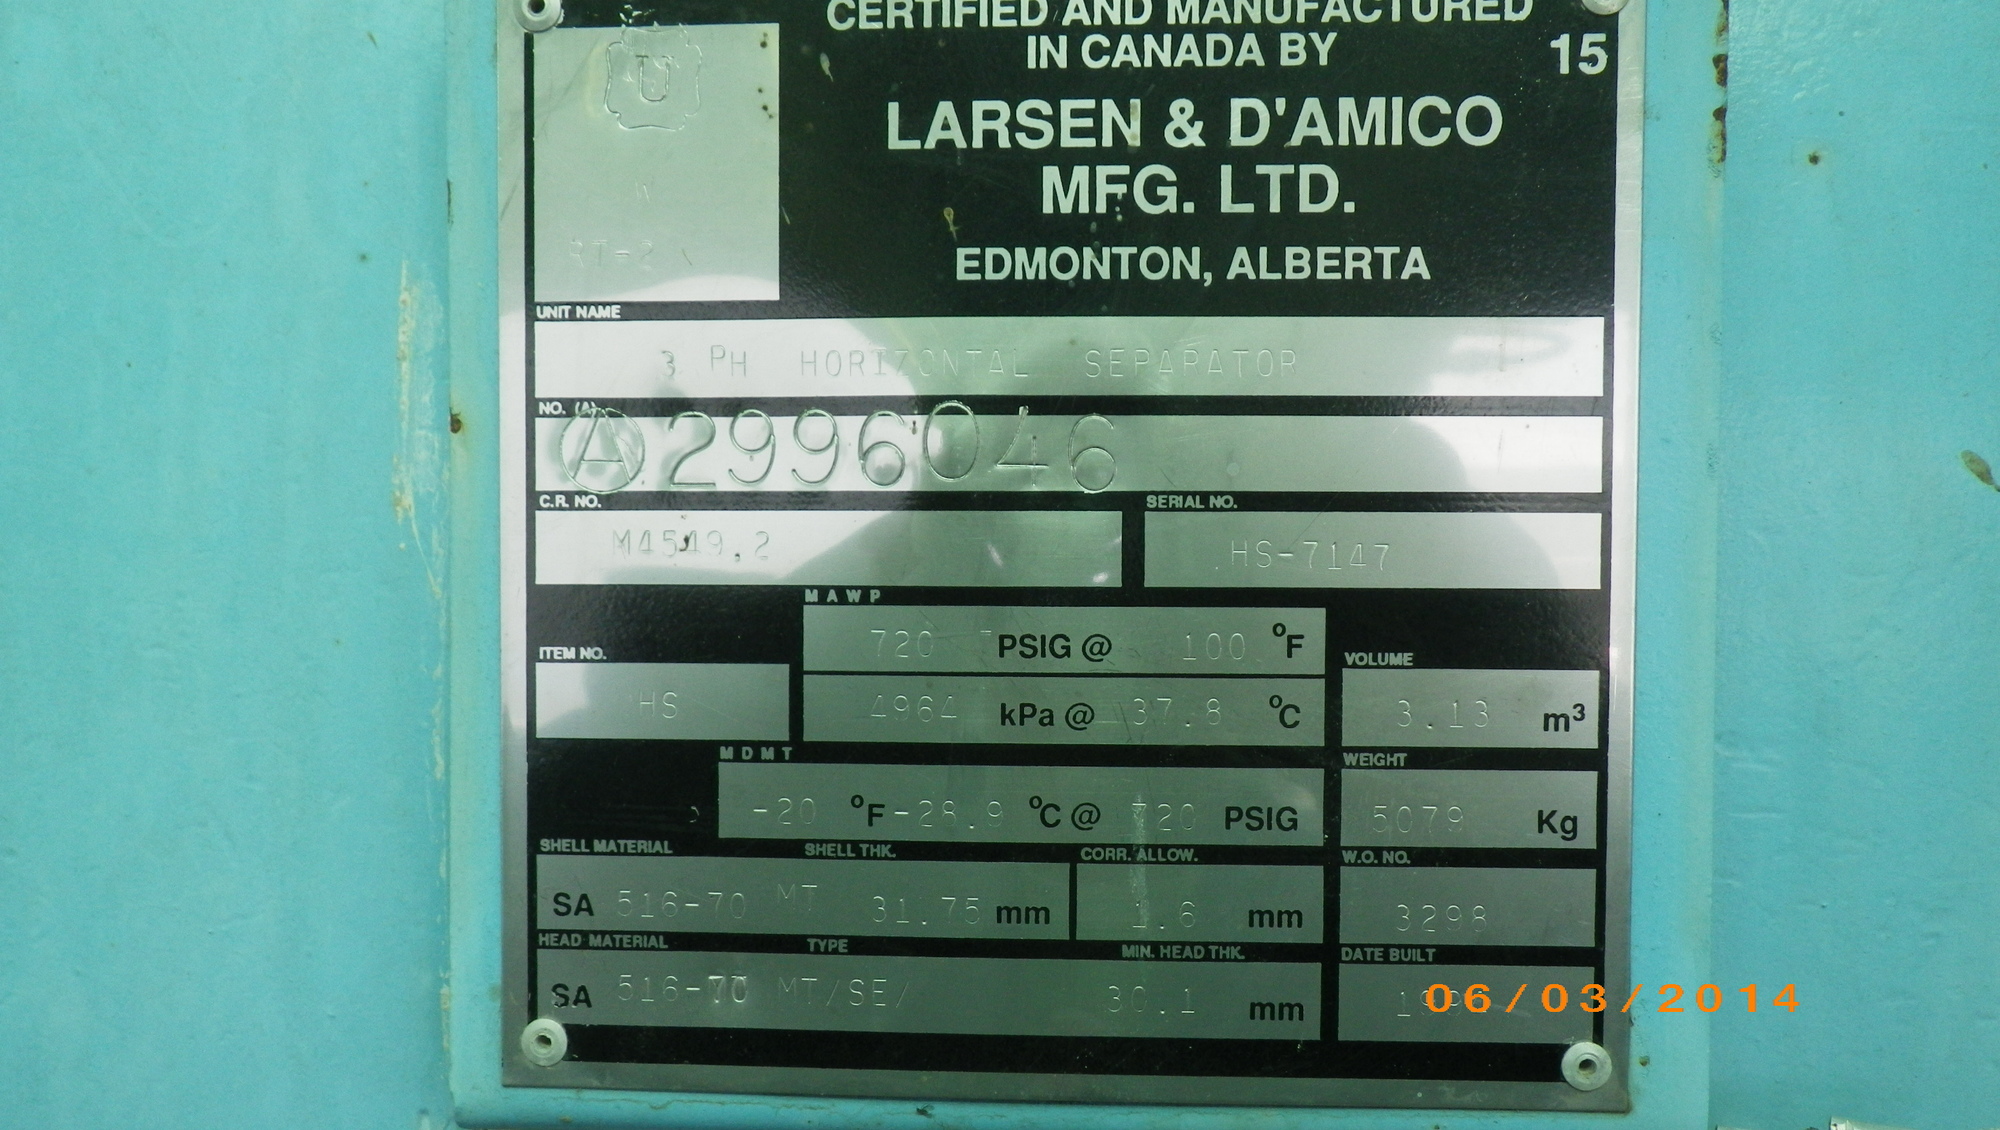 CERTIFIED AND MANUFACTURED
IN CANADA BY
15
LARSEN & D'AMICO
MFG. LTD.
EDMONTON, ALBERTA
U
W
RT-2
UNIT NAME
3 PH HORIZONTAL SEPARATOR
NO. (A)
A2996046
C.R. NO.
M4549.2
SERIAL NO.
HS-7147
MAWP
720 PSIG @ 100 °F
4964 kPa @ 37.8 °C
ITEM NO.
HS
VOLUME
3.13 m³
MDMT
-20 °F -28.9 °C @ 720 PSIG
WEIGHT
5079 Kg
SHELL MATERIAL SHELL THK.
SA 516-70 MT 31.75 mm
CORR. ALLOW.
1.6 mm
W.O. NO.
3298
HEAD MATERIAL TYPE MIN. HEAD THK.
SA 516-70 MT/SE/ 30.1 mm
DATE BUILT
06/03/2014